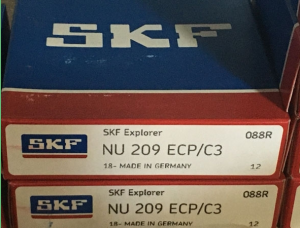 SKF
SKF Explorer 088R
SKF NU 209 ECP/C3
18- MADE IN GERMANY 12
SKF Explorer 088R
SKF NU 209 ECP/C3
18- MADE IN GERMANY 12